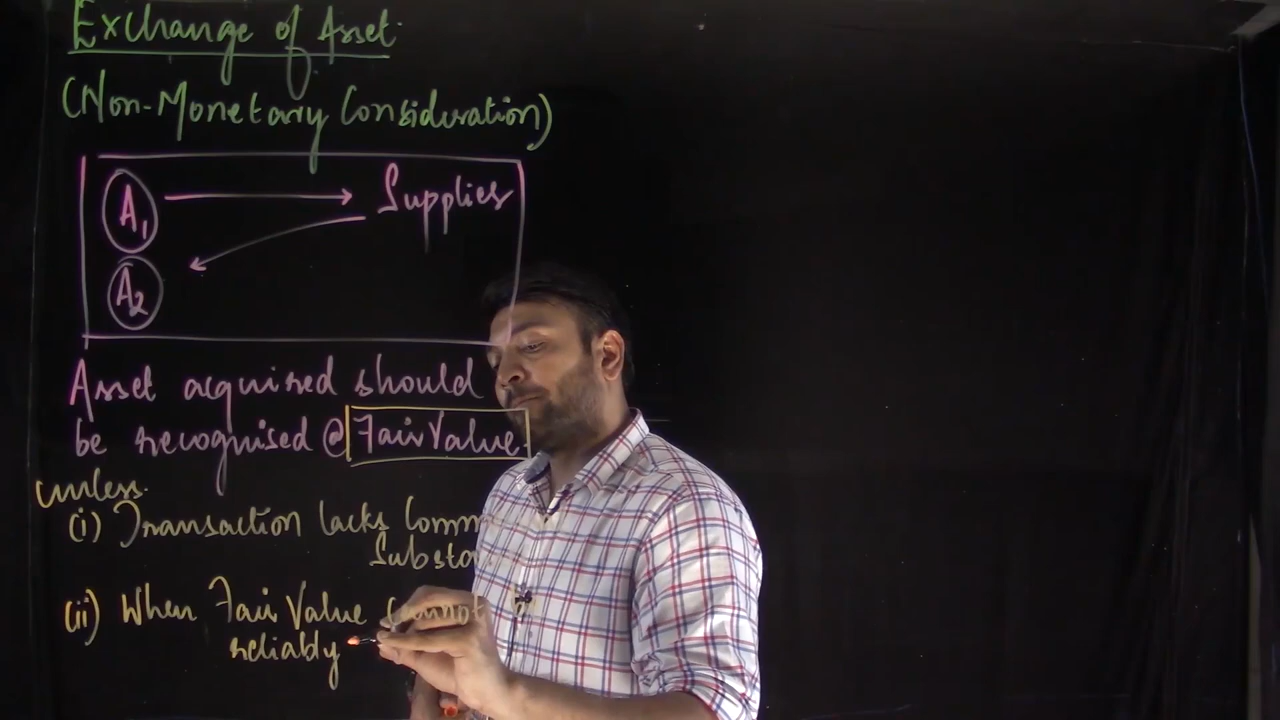 Exchange of Asset
(Non-Monetary Consideration)
A1 Supplies
A2
Asset acquired should
be recognised @ Fair Value.
unless
(i) Transaction lacks Comm
Substa
(ii) When Fair Value cannot b
reliably